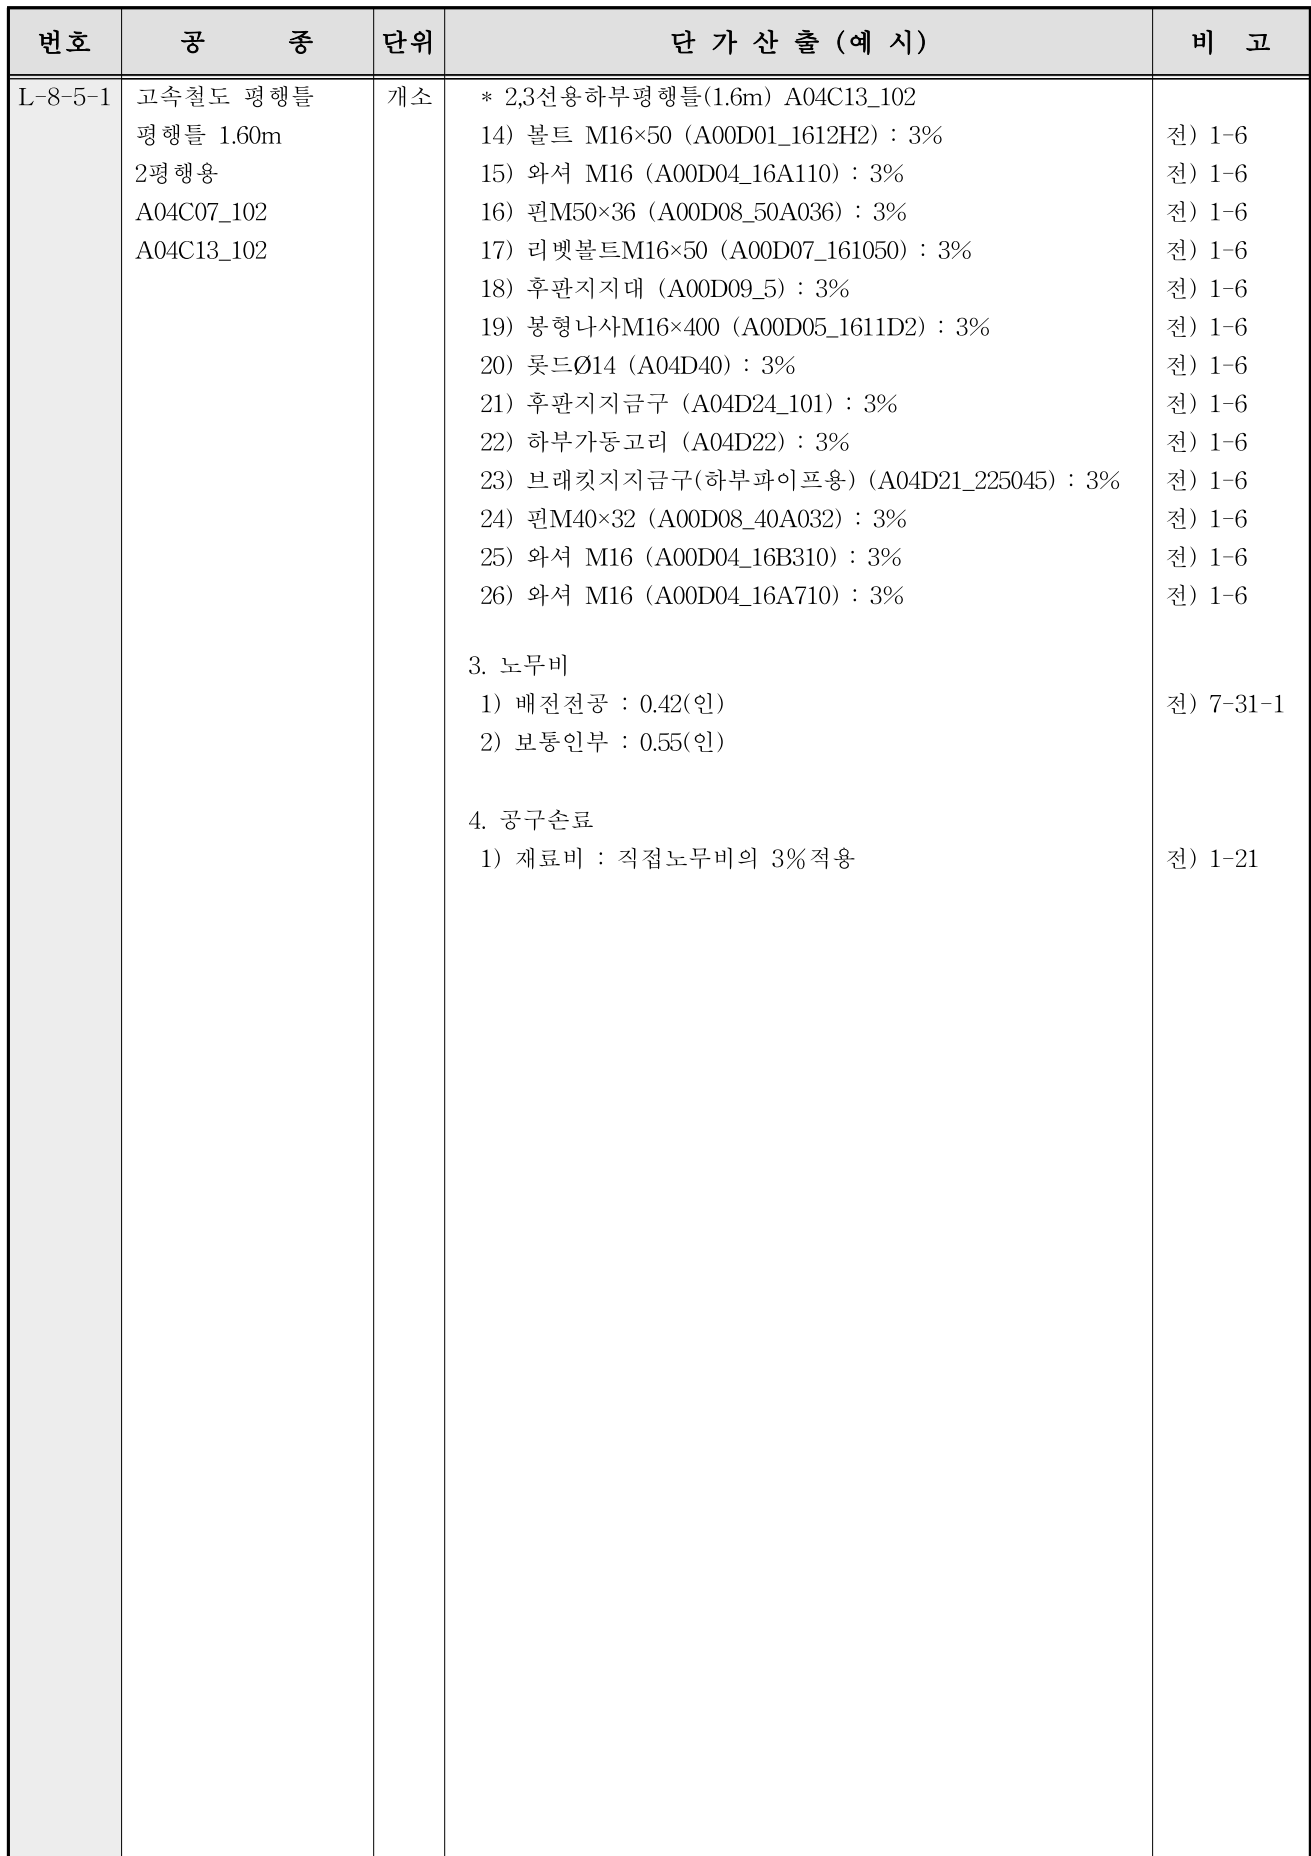 번호 공 종 단위 단 가 산 출 (예 시) 비 고
L-8-5-1 고속철도 평행틀 개소 * 2,3선용하부평행틀(1.6m) A04C13_102
평행틀 1.60m 14) 볼트 M16×50 (A00D01_1612H2) : 3% 전) 1-6
2평행용 15) 와셔 M16 (A00D04_16A110) : 3% 전) 1-6
A04C07_102 16) 핀M50×36 (A00D08_50A036) : 3% 전) 1-6
A04C13_102 17) 리벳볼트M16×50 (A00D07_161050) : 3% 전) 1-6
18) 후판지지대 (A00D09_5) : 3% 전) 1-6
19) 봉형나사M16×400 (A00D05_1611D2) : 3% 전) 1-6
20) 롯드Ø14 (A04D40) : 3% 전) 1-6
21) 후판지지금구 (A04D24_101) : 3% 전) 1-6
22) 하부가동고리 (A04D22) : 3% 전) 1-6
23) 브래킷지지금구(하부파이프용) (A04D21_225045) : 3% 전) 1-6
24) 핀M40×32 (A00D08_40A032) : 3% 전) 1-6
25) 와셔 M16 (A00D04_16B310) : 3% 전) 1-6
26) 와셔 M16 (A00D04_16A710) : 3% 전) 1-6
3. 노무비
1) 배전전공 : 0.42(인) 전) 7-31-1
2) 보통인부 : 0.55(인)
4. 공구손료
1) 재료비 : 직접노무비의 3%적용 전) 1-21